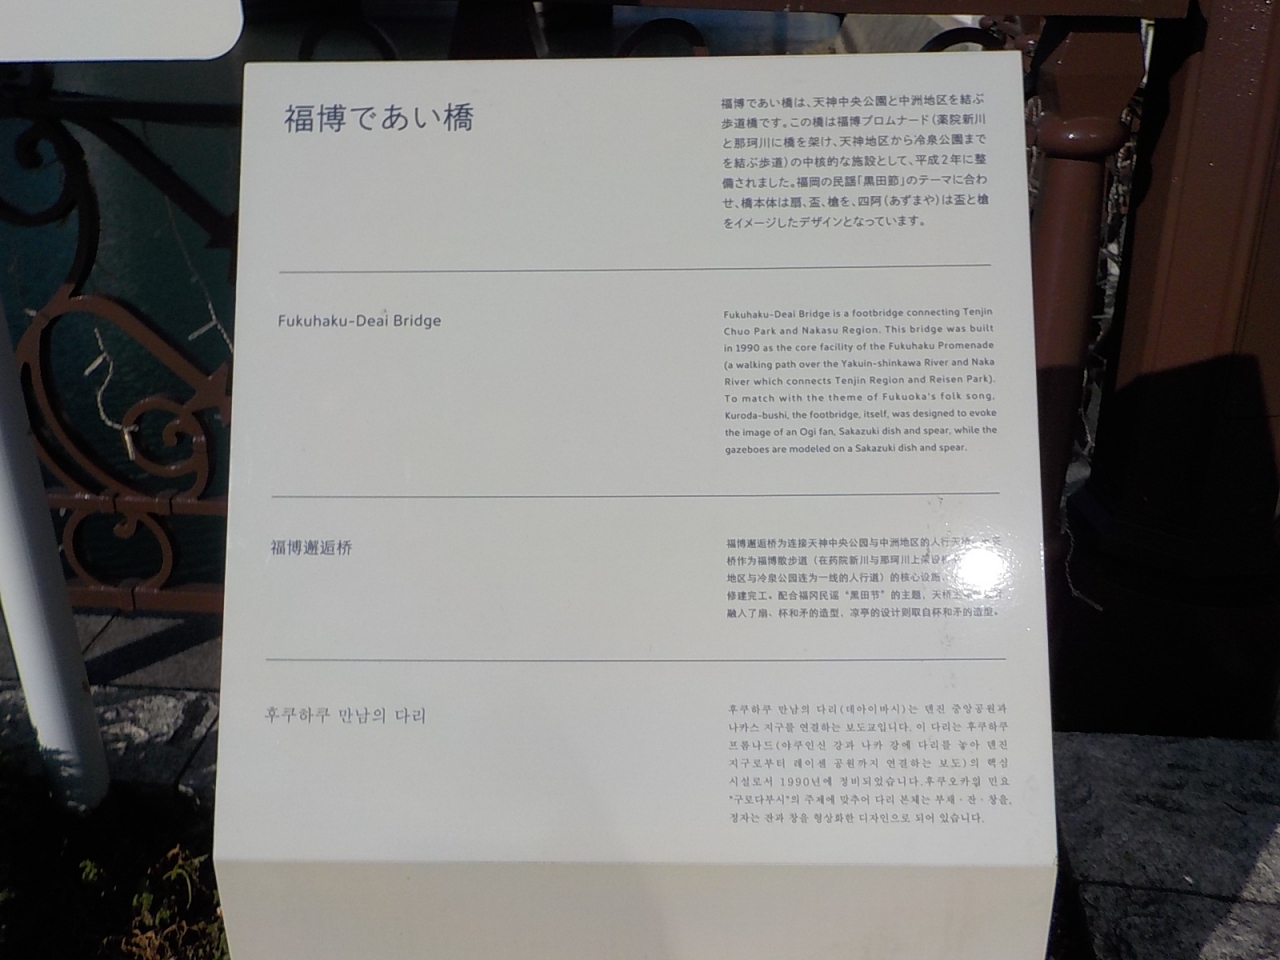 福博であい橋
福博であい橋は、天神中央公園と中洲地区を結ぶ
歩道橋です。この橋は福博プロムナード(薬院新川
と那珂川に橋を架け、天神地区から冷泉公園まで
を結ぶ歩道)の中核的な施設として、平成2年に整
備されました。福岡の民謡「黒田節」のテーマに合わ
せ、橋本体は扇、盃、槍を、四阿(あずまや)は盃と槍
をイメージしたデザインとなっています。
Fukuhaku-Deai Bridge
Fukuhaku-Deai Bridge is a footbridge connecting Tenjin
Chuo Park and Nakasu Region. This bridge was built
in 1990 as the core facility of the Fukuhaku Promenade
(a walking path over the Yakuin-shinkawa River and Naka
River which connects Tenjin Region and Reisen Park).
To match with the theme of Fukuoka's folk song,
Kuroda-bushi, the footbridge, itself, was designed to evoke
the image of an Ogi fan, Sakazuki dish and spear, while the
gazeboes are modeled on a Sakazuki dish and spear.
福博邂逅桥
福博邂逅桥为连接天神中央公园与中洲地区的人行天桥。
桥作为福博散步道（在药院新川与那珂川上架设
地区与冷泉公园连为一线的人行道）的核心设施，
修建完工。配合福冈民谣“黑田节”的主题，天桥
融入了扇、杯和矛的造型，凉亭的设计则取自杯和矛的造型。
후쿠하쿠 만남의 다리
후쿠하쿠 만남의 다리(데아이바시)는 텐진 중앙공원과
나카스 지구를 연결하는 보도교입니다. 이 다리는 후쿠하쿠
프롬나드(야쿠인신 강과 나카 강에 다리를 놓아 텐진
지구로부터 레이센 공원까지 연결하는 보도)의 핵심
시설로서 1990년에 정비되었습니다.후쿠오카의 민요
"구로다부시"의 주제에 맞추어 다리 본체는 부채·잔·창을,
정자는 잔과 창을 형상화한 디자인으로 되어 있습니다.